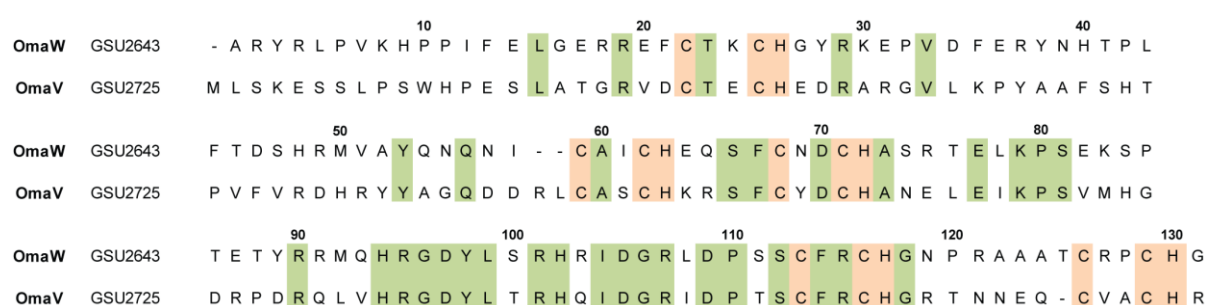 10 20 30 40
OmaW GSU2643 - A R Y R L P V K H P P I F E L G E R R E F C T K C H G Y R K E P V D F E R Y N H T P L
OmaV GSU2725 M L S K E S S L P S W H P E S L A T G R V D C T E C H E D R A R G V L K P Y A A F S H T
50 60 70 80
OmaW GSU2643 F T D S H R M V A Y Q N Q N I - - C A I C H E Q S F C N D C H A S R T E L K P S E K S P
OmaV GSU2725 P V F V R D H R Y Y A G Q D D R L C A S C H K R S F C Y D C H A N E L E I K P S V M H G
90 100 110 120 130
OmaW GSU2643 T E T Y R R M Q H R G D Y L S R H R I D G R L D P S S C F R C H G N P R A A A T C R P C H G
OmaV GSU2725 D R P D R Q L V H R G D Y L T R H Q I D G R I D P T S C F R C H G R T N N E Q - C V A C H R